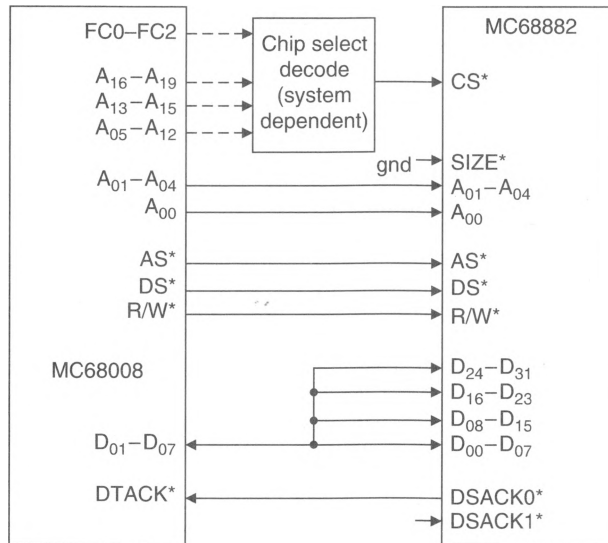 FC0–FC2
A16–A19
A13–A15
A05–A12
A01–A04
A00
AS*
DS*
R/W*
MC68008
D01–D07
DTACK*
Chip select
decode
(system
dependent)
gnd
MC68882
CS*
SIZE*
A01–A04
A00
AS*
DS*
R/W*
D24–D31
D16–D23
D08–D15
D00–D07
DSACK0*
DSACK1*